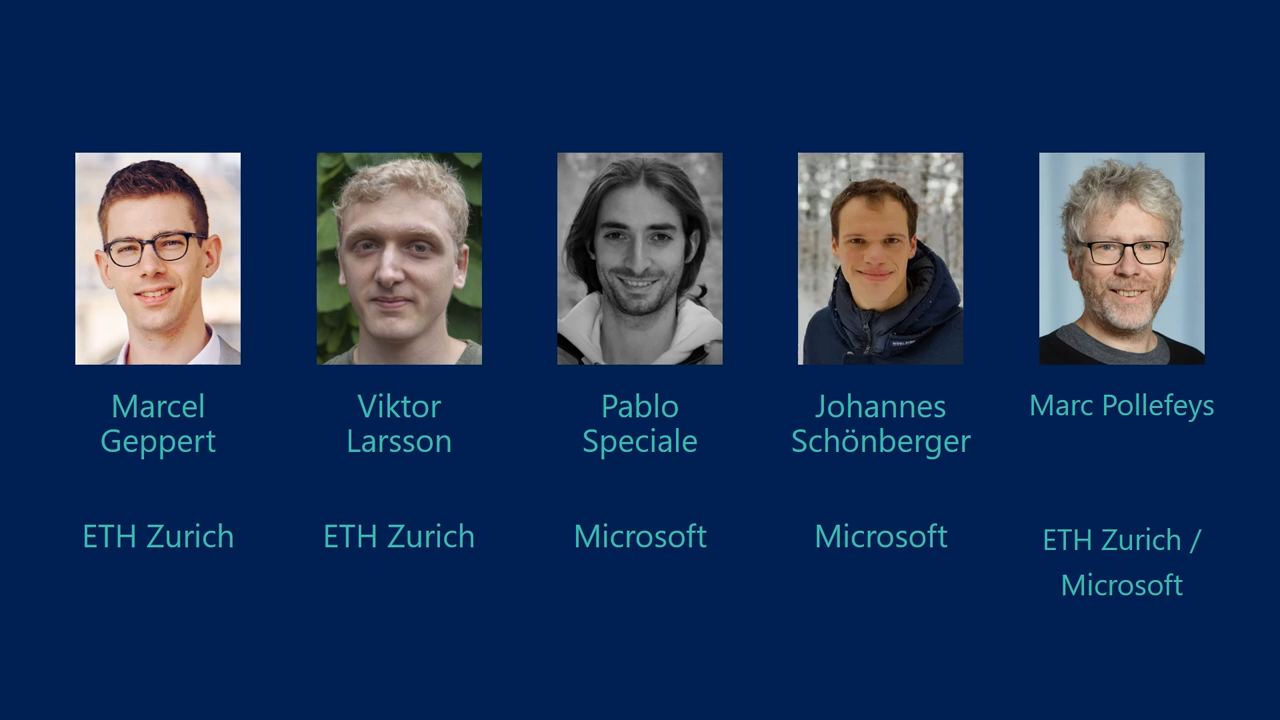 Marcel
Geppert
ETH Zurich
Viktor
Larsson
ETH Zurich
Pablo
Speciale
Microsoft
Johannes
Schönberger
Microsoft
Marc Pollefeys
ETH Zurich /
Microsoft